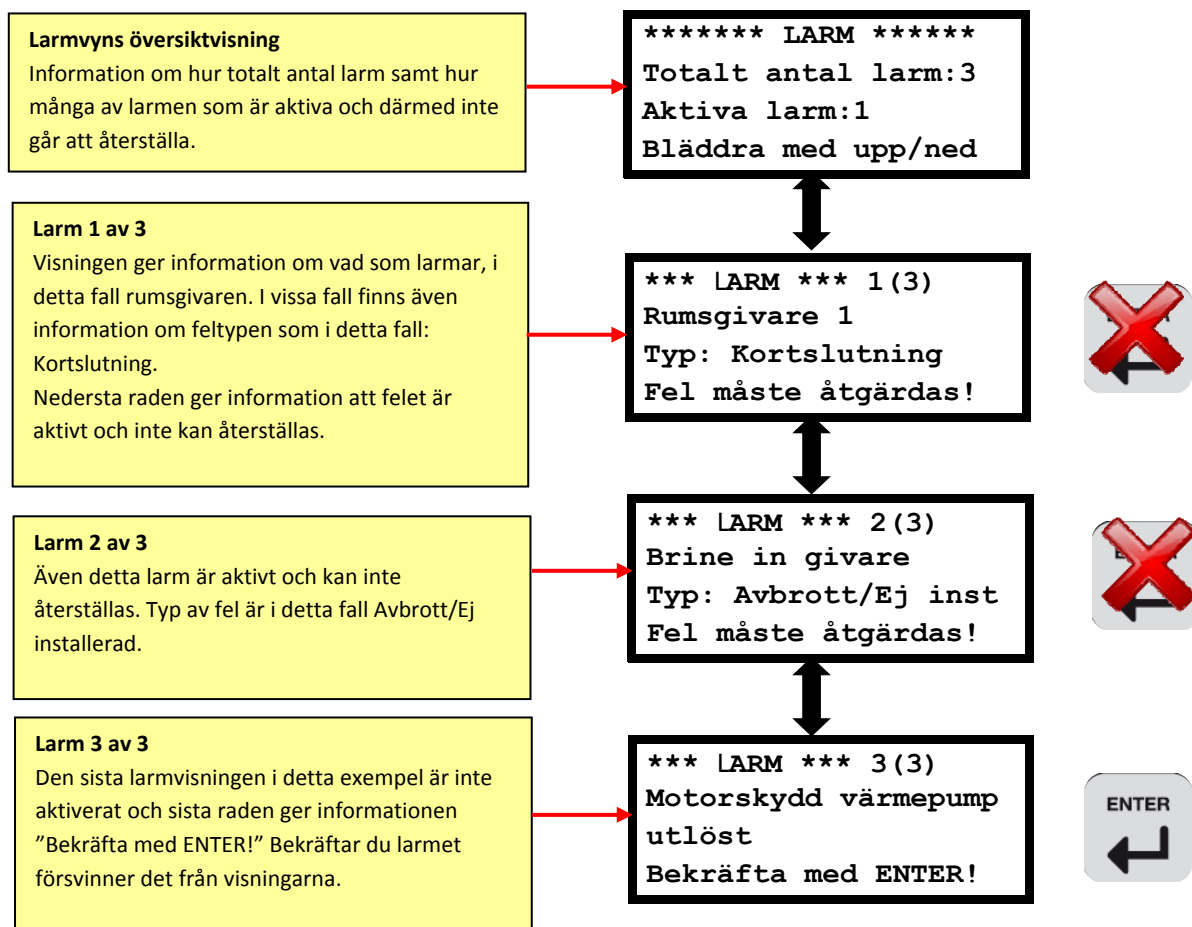 Larmvyns översiktvisning
Information om hur totalt antal larm samt hur
många av larmen som är aktiva och därmed inte
går att återställa.
******* LARM ******
Totalt antal larm:3
Aktiva larm:1
Bläddra med upp/ned
Larm 1 av 3
Visningen ger information om vad som larmar, i
detta fall rumsgivaren. I vissa fall finns även
information om feltypen som i detta fall:
Kortslutning.
Nedersta raden ger information att felet är
aktivt och inte kan återställas.
*** LARM *** 1(3)
Rumsgivare 1
Typ: Kortslutning
Fel måste åtgärdas!
Larm 2 av 3
Även detta larm är aktivt och kan inte
återställas. Typ av fel är i detta fall Avbrott/Ej
installerad.
*** LARM *** 2(3)
Brine in givare
Typ: Avbrott/Ej inst
Fel måste åtgärdas!
Larm 3 av 3
Den sista larmvisningen i detta exempel är inte
aktiverat och sista raden ger informationen
”Bekräfta med ENTER!” Bekräftar du larmet
försvinner det från visningarna.
*** LARM *** 3(3)
Motorskydd värmepump
utlöst
Bekräfta med ENTER!
ENTER